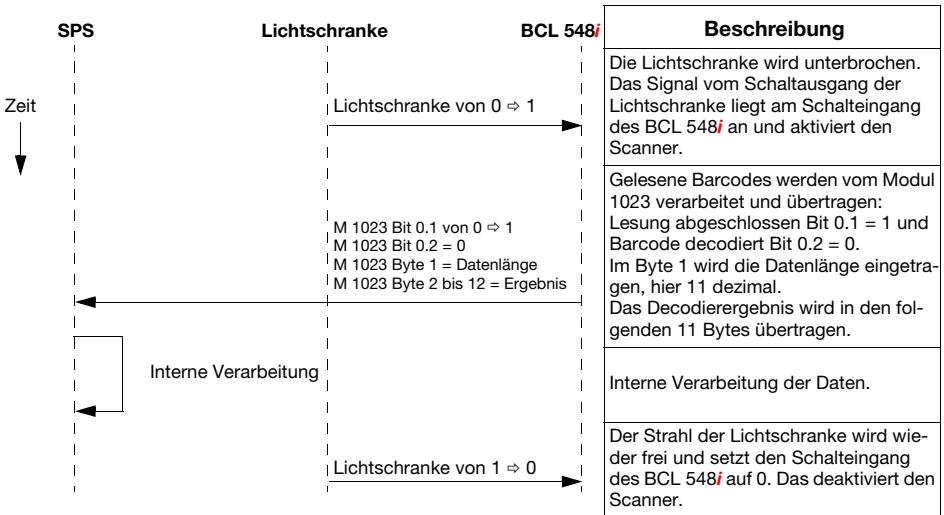 SPS Lichtschranke BCL 548i Beschreibung
Zeit
Lichtschranke von 0 ⇨ 1
Die Lichtschranke wird unterbrochen.
Das Signal vom Schaltausgang der
Lichtschranke liegt am Schalteingang
des BCL 548i an und aktiviert den
Scanner.
M 1023 Bit 0.1 von 0 ⇨ 1
M 1023 Bit 0.2 = 0
M 1023 Byte 1 = Datenlänge
M 1023 Byte 2 bis 12 = Ergebnis
Gelesene Barcodes werden vom Modul
1023 verarbeitet und übertragen:
Lesung abgeschlossen Bit 0.1 = 1 und
Barcode decodiert Bit 0.2 = 0.
Im Byte 1 wird die Datenlänge eingetra-
gen, hier 11 dezimal.
Das Decodierergebnis wird in den fol-
genden 11 Bytes übertragen.
Interne Verarbeitung
Interne Verarbeitung der Daten.
Lichtschranke von 1 ⇨ 0
Der Strahl der Lichtschranke wird wie-
der frei und setzt den Schalteingang
des BCL 548i auf 0. Das deaktiviert den
Scanner.